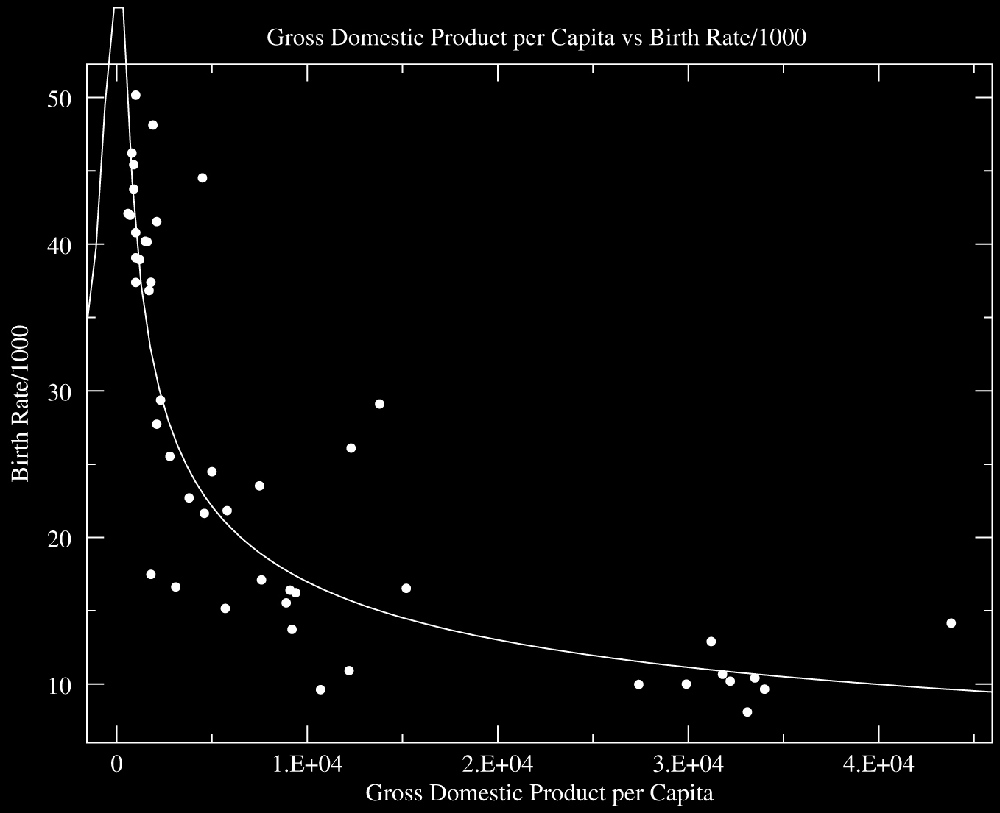 Gross Domestic Product per Capita vs Birth Rate/1000
50
40
30
20
10
Birth Rate/1000
0 1.E+04 2.E+04 3.E+04 4.E+04
Gross Domestic Product per Capita